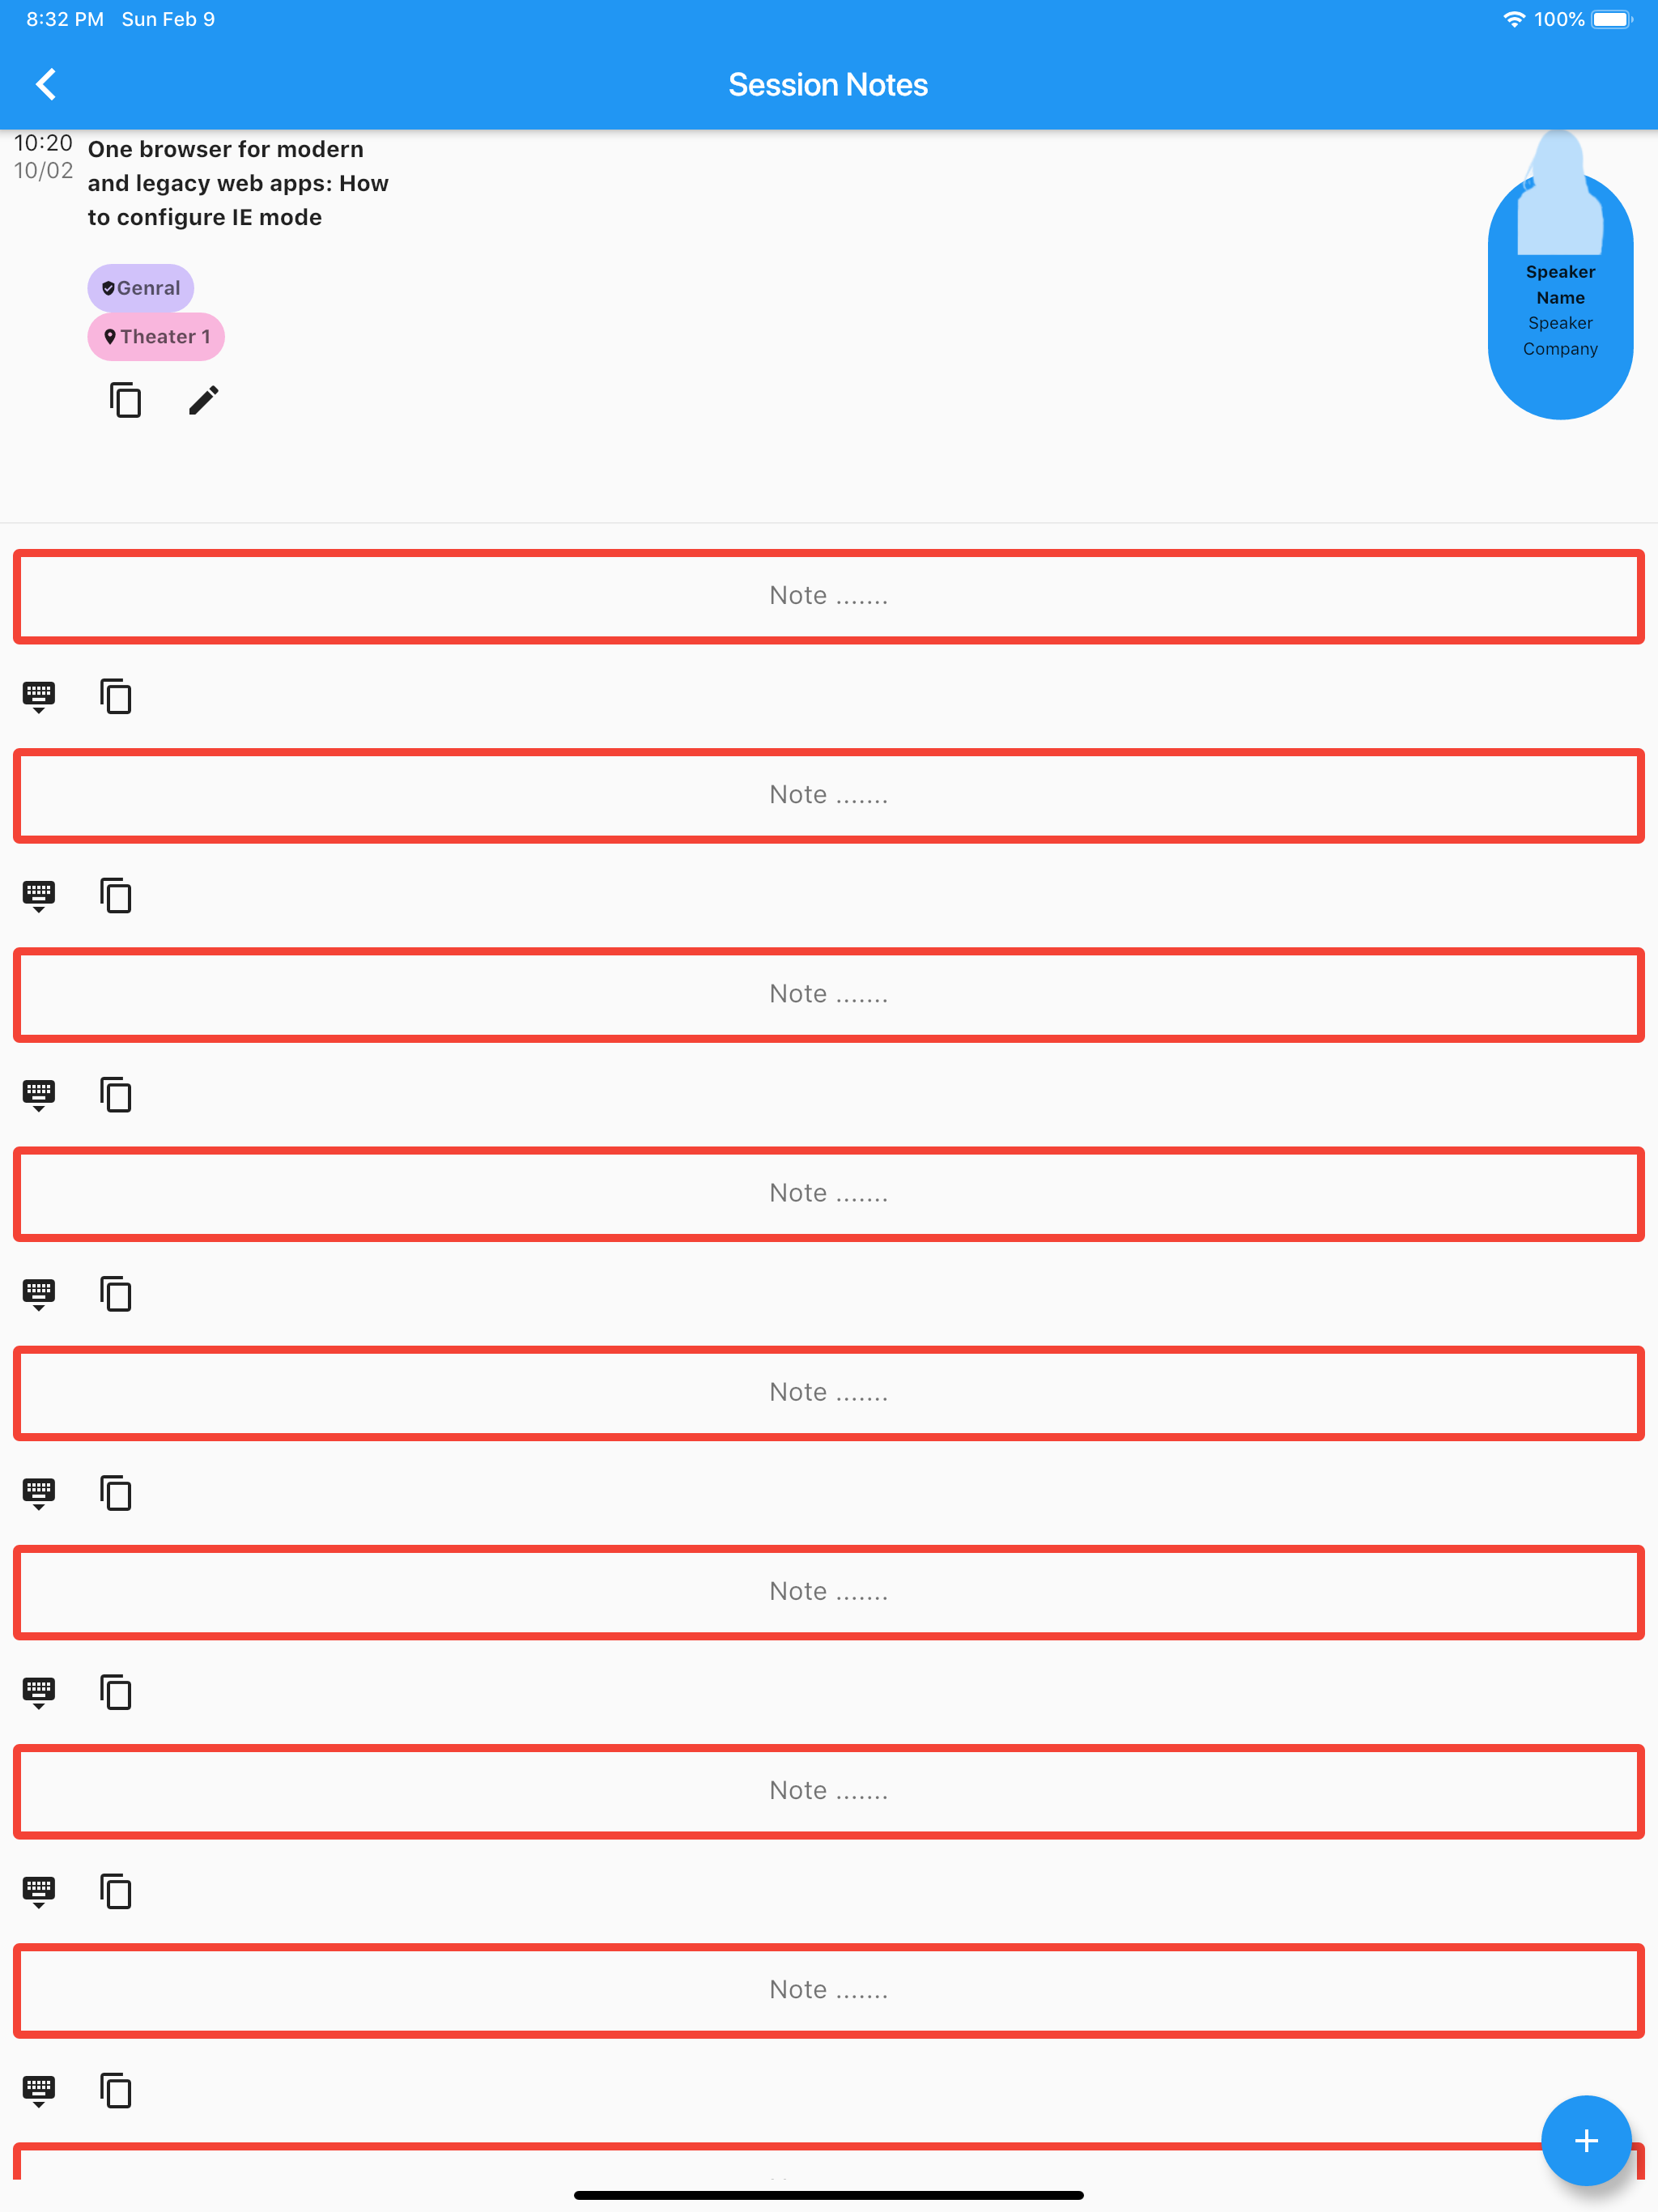 8:32 PM Sun Feb 9
100%
Session Notes
10:20
10/02
One browser for modern
and legacy web apps: How
to configure IE mode
Genral
Theater 1
Speaker
Name
Speaker
Company
Note .......
Note .......
Note .......
Note .......
Note .......
Note .......
Note .......
Note .......